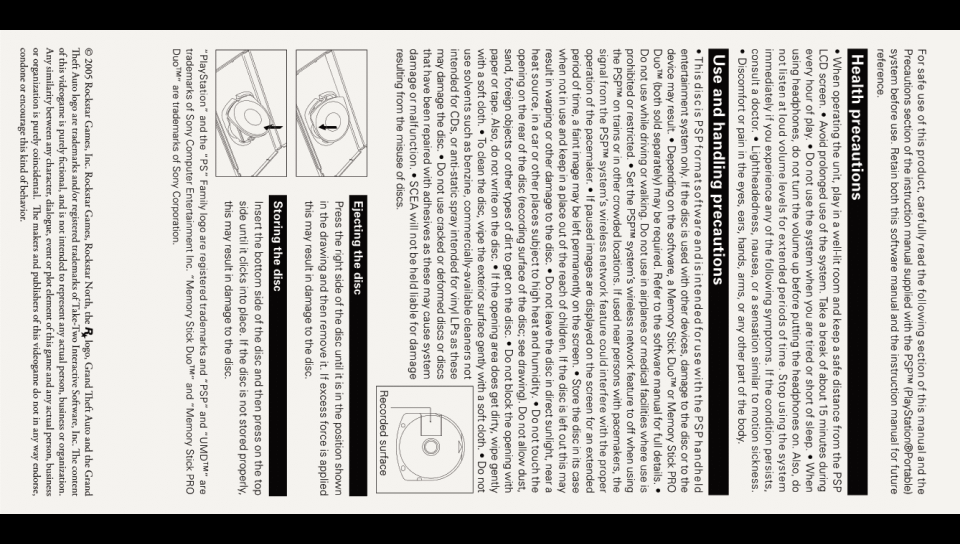 For safe use of this product, carefully read the following section of this manual and the
Precautions section of the instruction manual supplied with the PSP™ (PlayStation®Portable)
system before use. Retain both this software manual and the instruction manual for future
reference.
Health precautions
• When operating the unit, play in a well-lit room and keep a safe distance from the PSP
LCD screen. • Avoid prolonged use of the system. Take a break of about 15 minutes during
every hour of play. • Do not use the system when you are tired or short of sleep. • When
using headphones, do not turn the volume up before putting the headphones on. Also, do
not listen at loud volume levels for extended periods of time. Stop using the system
immediately if you experience any of the following symptoms. If the condition persists,
consult a doctor. • Lightheadedness, nausea, or a sensation similar to motion sickness.
• Discomfort or pain in the eyes, ears, hands, arms, or any other part of the body.
Use and handling precautions
• This disc is PSP format software and is intended for use with the PSP handheld
entertainment system only. If the disc is used with other devices, damage to the disc or to the
device may result. • Depending on the software, a Memory Stick Duo™ or Memory Stick PRO
Duo™ (both sold separately) may be required. Refer to the software manual for full details. •
Do not use while driving or walking. Do not use in airplanes or medical facilities where use is
prohibited or restricted. • Set the PSP™ system's wireless network feature to off when using
the PSP™ on trains or in other crowded locations. If used near persons with pacemakers, the
signal from the PSP™ system's wireless network feature could interfere with the proper
operation of the pacemaker. • If paused images are displayed on the screen for an extended
period of time, a faint image may be left permanently on the screen. • Store the disc in its case
when not in use and keep in a place out of the reach of children. If the disc is left out this may
result in warping or other damage to the disc. • Do not leave the disc in direct sunlight, near a
heat source, in a car or other places subject to high heat and humidity. • Do not touch the
opening on the rear of the disc (recording surface of the disc; see drawing). Do not allow dust,
sand, foreign objects or other types of dirt to get on the disc. • Do not block the opening with
paper or tape. Also, do not write on the disc. • If the opening area does get dirty, wipe gently
with a soft cloth. • To clean the disc, wipe the exterior surface gently with a soft cloth. • Do not
use solvents such as benzine, commercially-available cleaners not
intended for CDs, or anti-static spray intended for vinyl LPs as these
may damage the disc. • Do not use cracked or deformed discs or discs
that have been repaired with adhesives as these may cause system
damage or malfunction. • SCEA will not be held liable for damage
resulting from the misuse of discs.
Recorded surface
Ejecting the disc
Press the right side of the disc until it is in the position shown
in the drawing and then remove it. If excess force is applied
this may result in damage to the disc.
Storing the disc
Insert the bottom side of the disc and then press on the top
side until it clicks into place. If the disc is not stored properly,
this may result in damage to the disc.
"PlayStation" and the "PS" Family logo are registered trademarks and "PSP" and "UMD™" are
trademarks of Sony Computer Entertainment Inc. "Memory Stick Duo™" and "Memory Stick PRO
Duo™" are trademarks of Sony Corporation.
© 2005 Rockstar Games, Inc. Rockstar Games, Rockstar North, the R★ logo, Grand Theft Auto and the Grand
Theft Auto logo are trademarks and/or registered trademarks of Take-Two Interactive Software, Inc. The content
of this videogame is purely fictional, and is not intended to represent any actual person, business or organization.
Any similarity between any depiction, dialogue, event or plot element of this game and any actual person, business
or organization is purely coincidental. The makers and publishers of this videogame do not in any way endorse,
condone or encourage this kind of behavior.